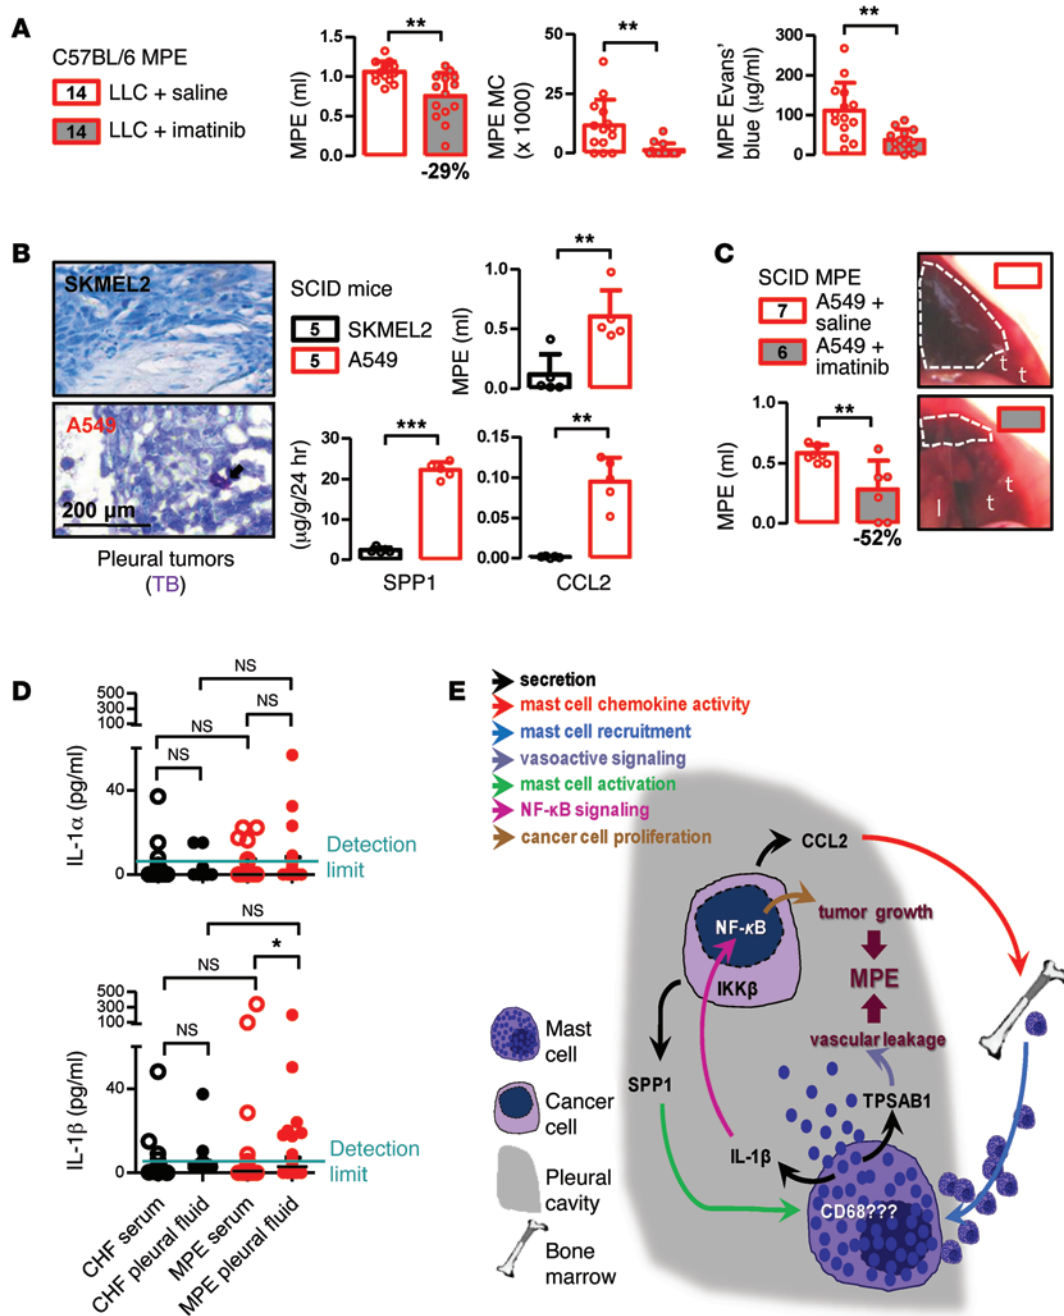 A
C57BL/6 MPE
14 LLC + saline
14 LLC + imatinib
MPE (ml)
1.5
1.0
0.5
0.0
**
-29%
MPE MC
(x 1000)
50
25
0
**
MPE Evans'
blue (µg/ml)
300
200
100
0
**
B
SKMEL2
A549
200 µm
Pleural tumors
(TB)
SCID mice
5 SKMEL2
5 A549
MPE (ml)
1.0
0.5
0.0
**
(µg/g/24 hr)
30
20
10
0
***
SPP1
0.15
0.10
0.05
0.00
**
CCL2
C
SCID MPE
7 A549 +
saline
6 A549 +
imatinib
MPE (ml)
1.0
0.5
0.0
**
-52%
t
t
t
t
l
D
IL-1α (pg/ml)
500
300
100
40
0
NS
NS
NS
NS
Detection
limit
IL-1β (pg/ml)
500
300
100
40
0
NS
NS
*
NS
Detection
limit
CHF serum
CHF pleural fluid
MPE serum
MPE pleural fluid
E
secretion
mast cell chemokine activity
mast cell recruitment
vasoactive signaling
mast cell activation
NF-κB signaling
cancer cell proliferation
CCL2
NF-κB
IKKβ
tumor growth
MPE
vascular leakage
SPP1
TPSAB1
IL-1β
CD68???
Mast
cell
Cancer
cell
Pleural
cavity
Bone
marrow